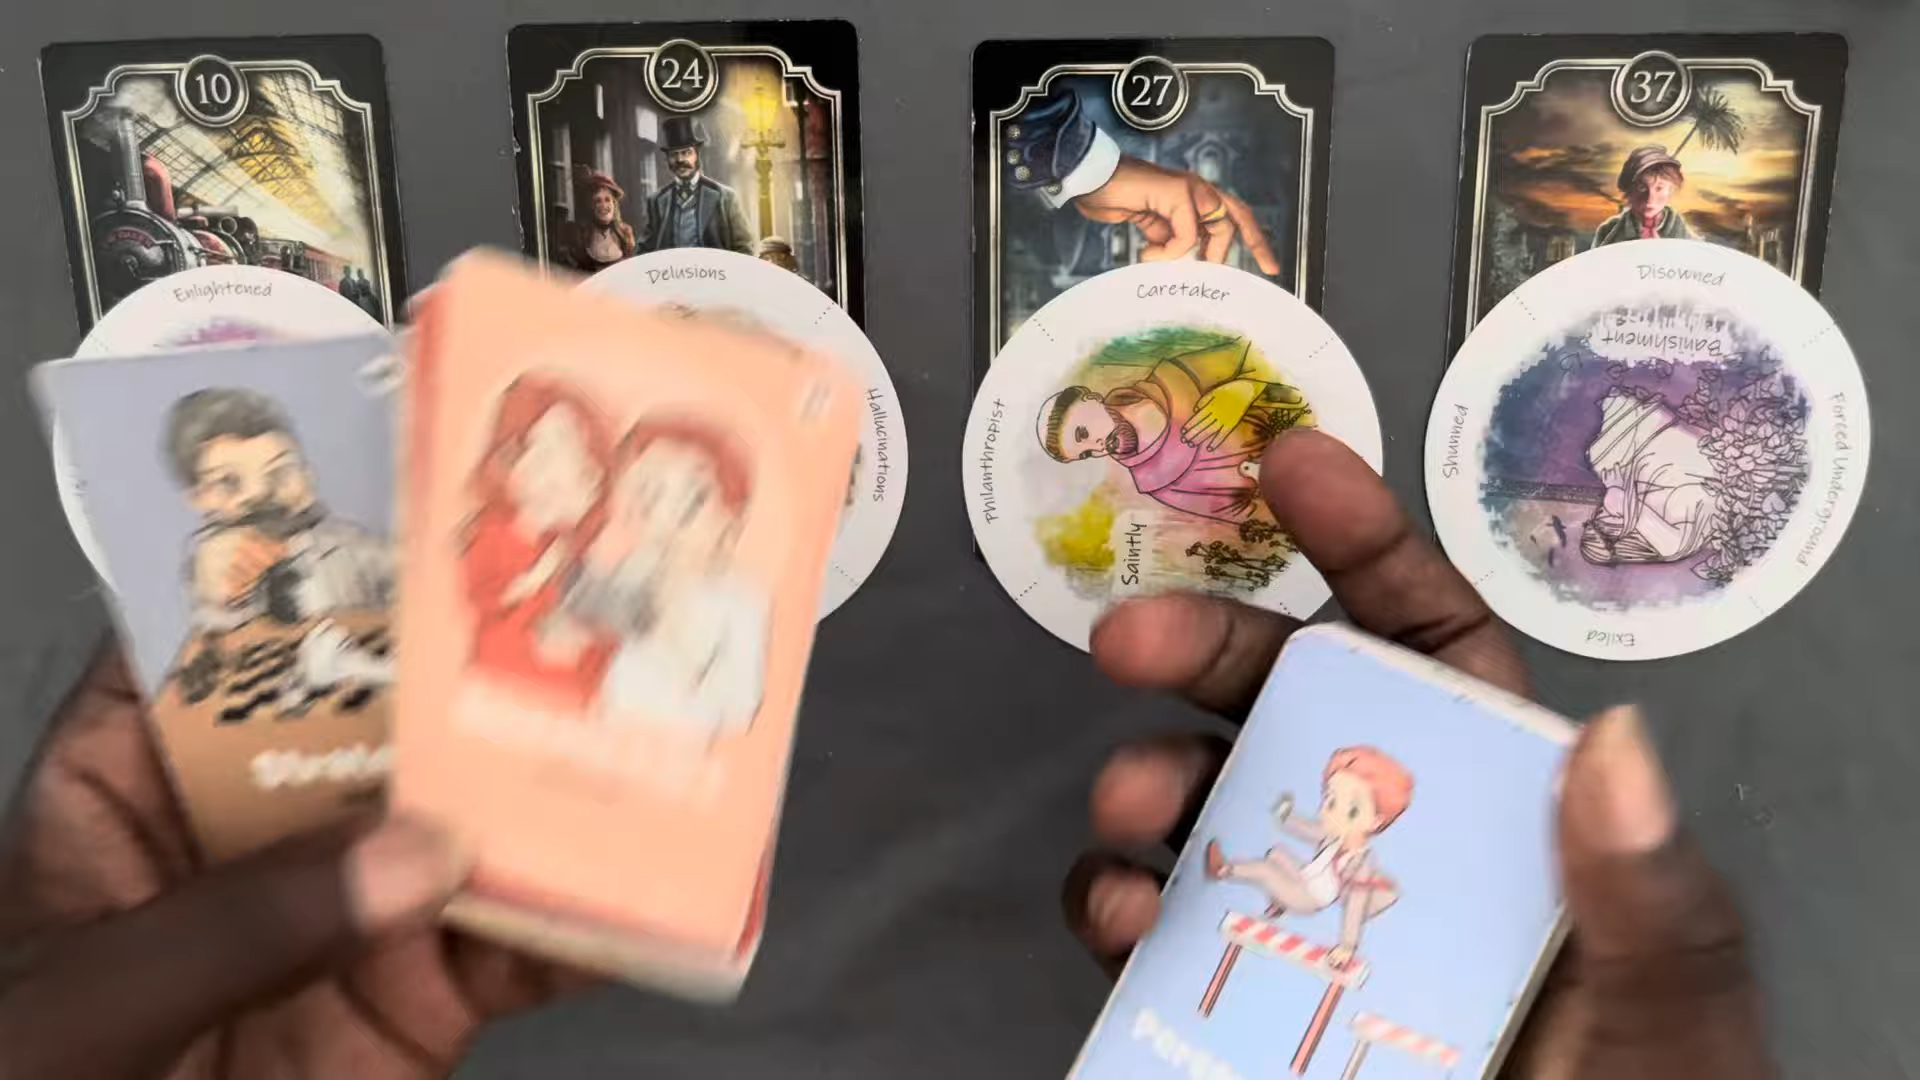 10
24
27
37
Enlightened
Delusions
Hallucinations
Caretaker
Philanthropist
Saintly
Disowned
Banishment
Shunned
Forced Underground
Exiled